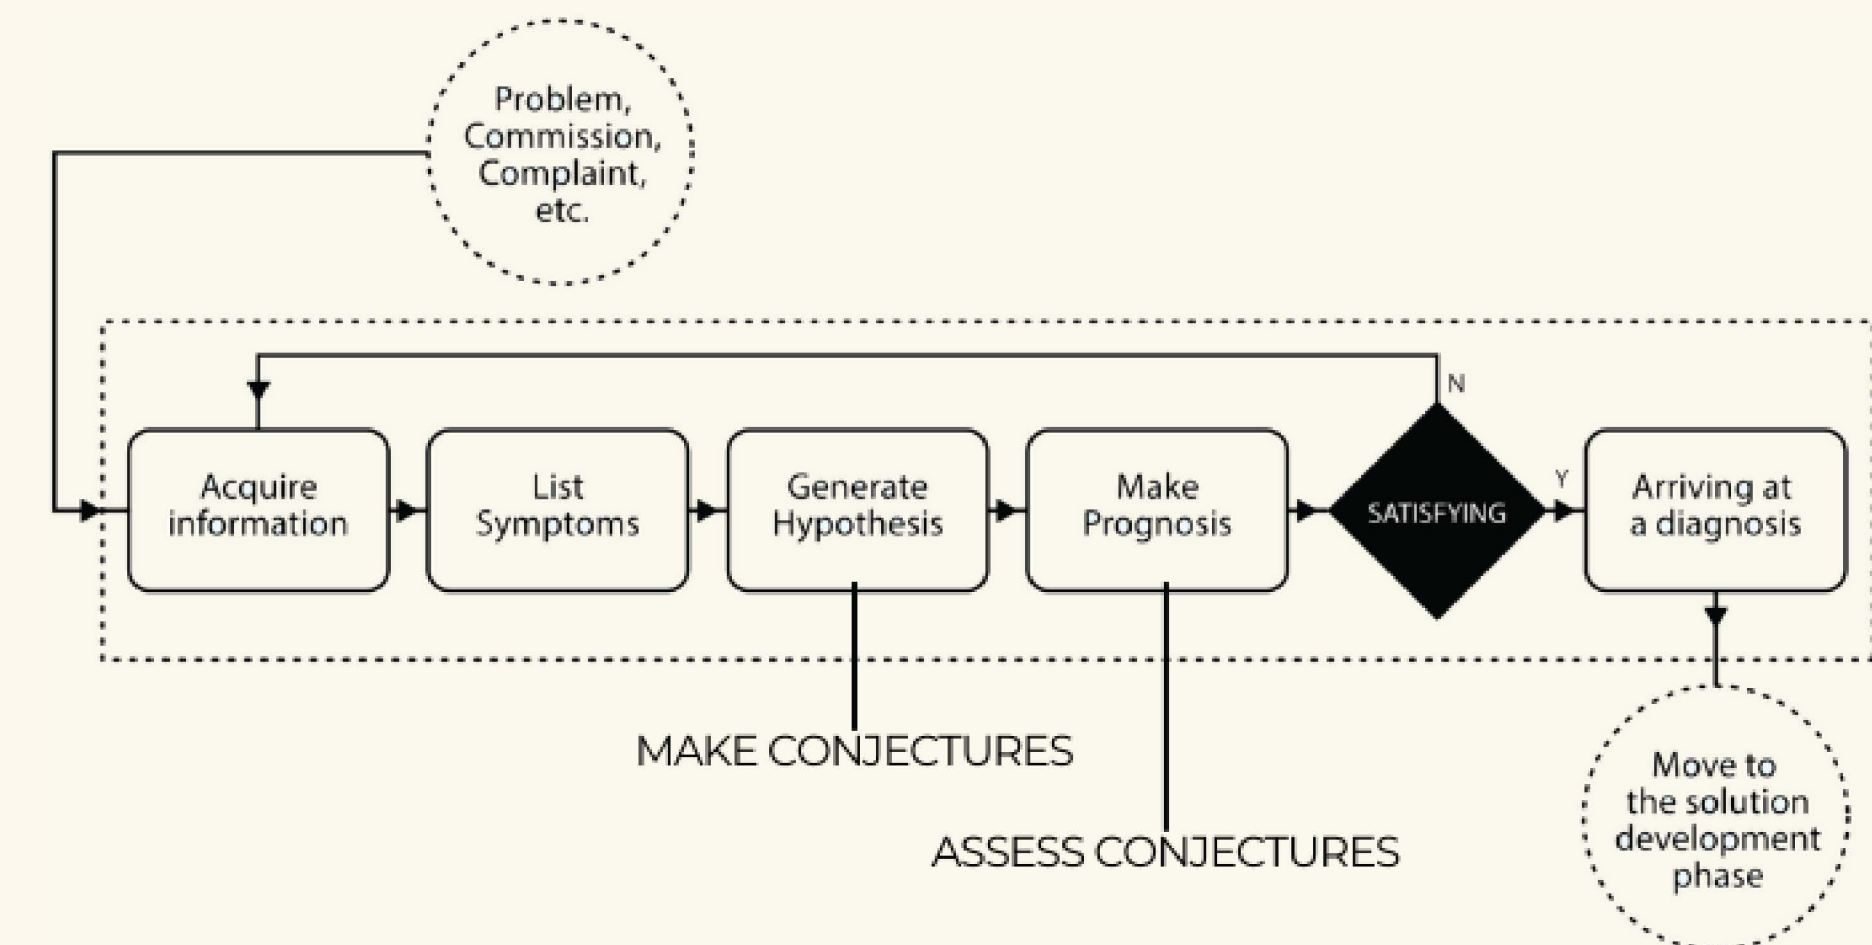 Problem,
Commission,
Complaint,
etc.
N
Acquire
information
List
Symptoms
Generate
Hypothesis
Make
Prognosis
SATISFYING
Y
Arriving at
a diagnosis
MAKE CONJECTURES
ASSESS CONJECTURES
Move to
the solution
development
phase